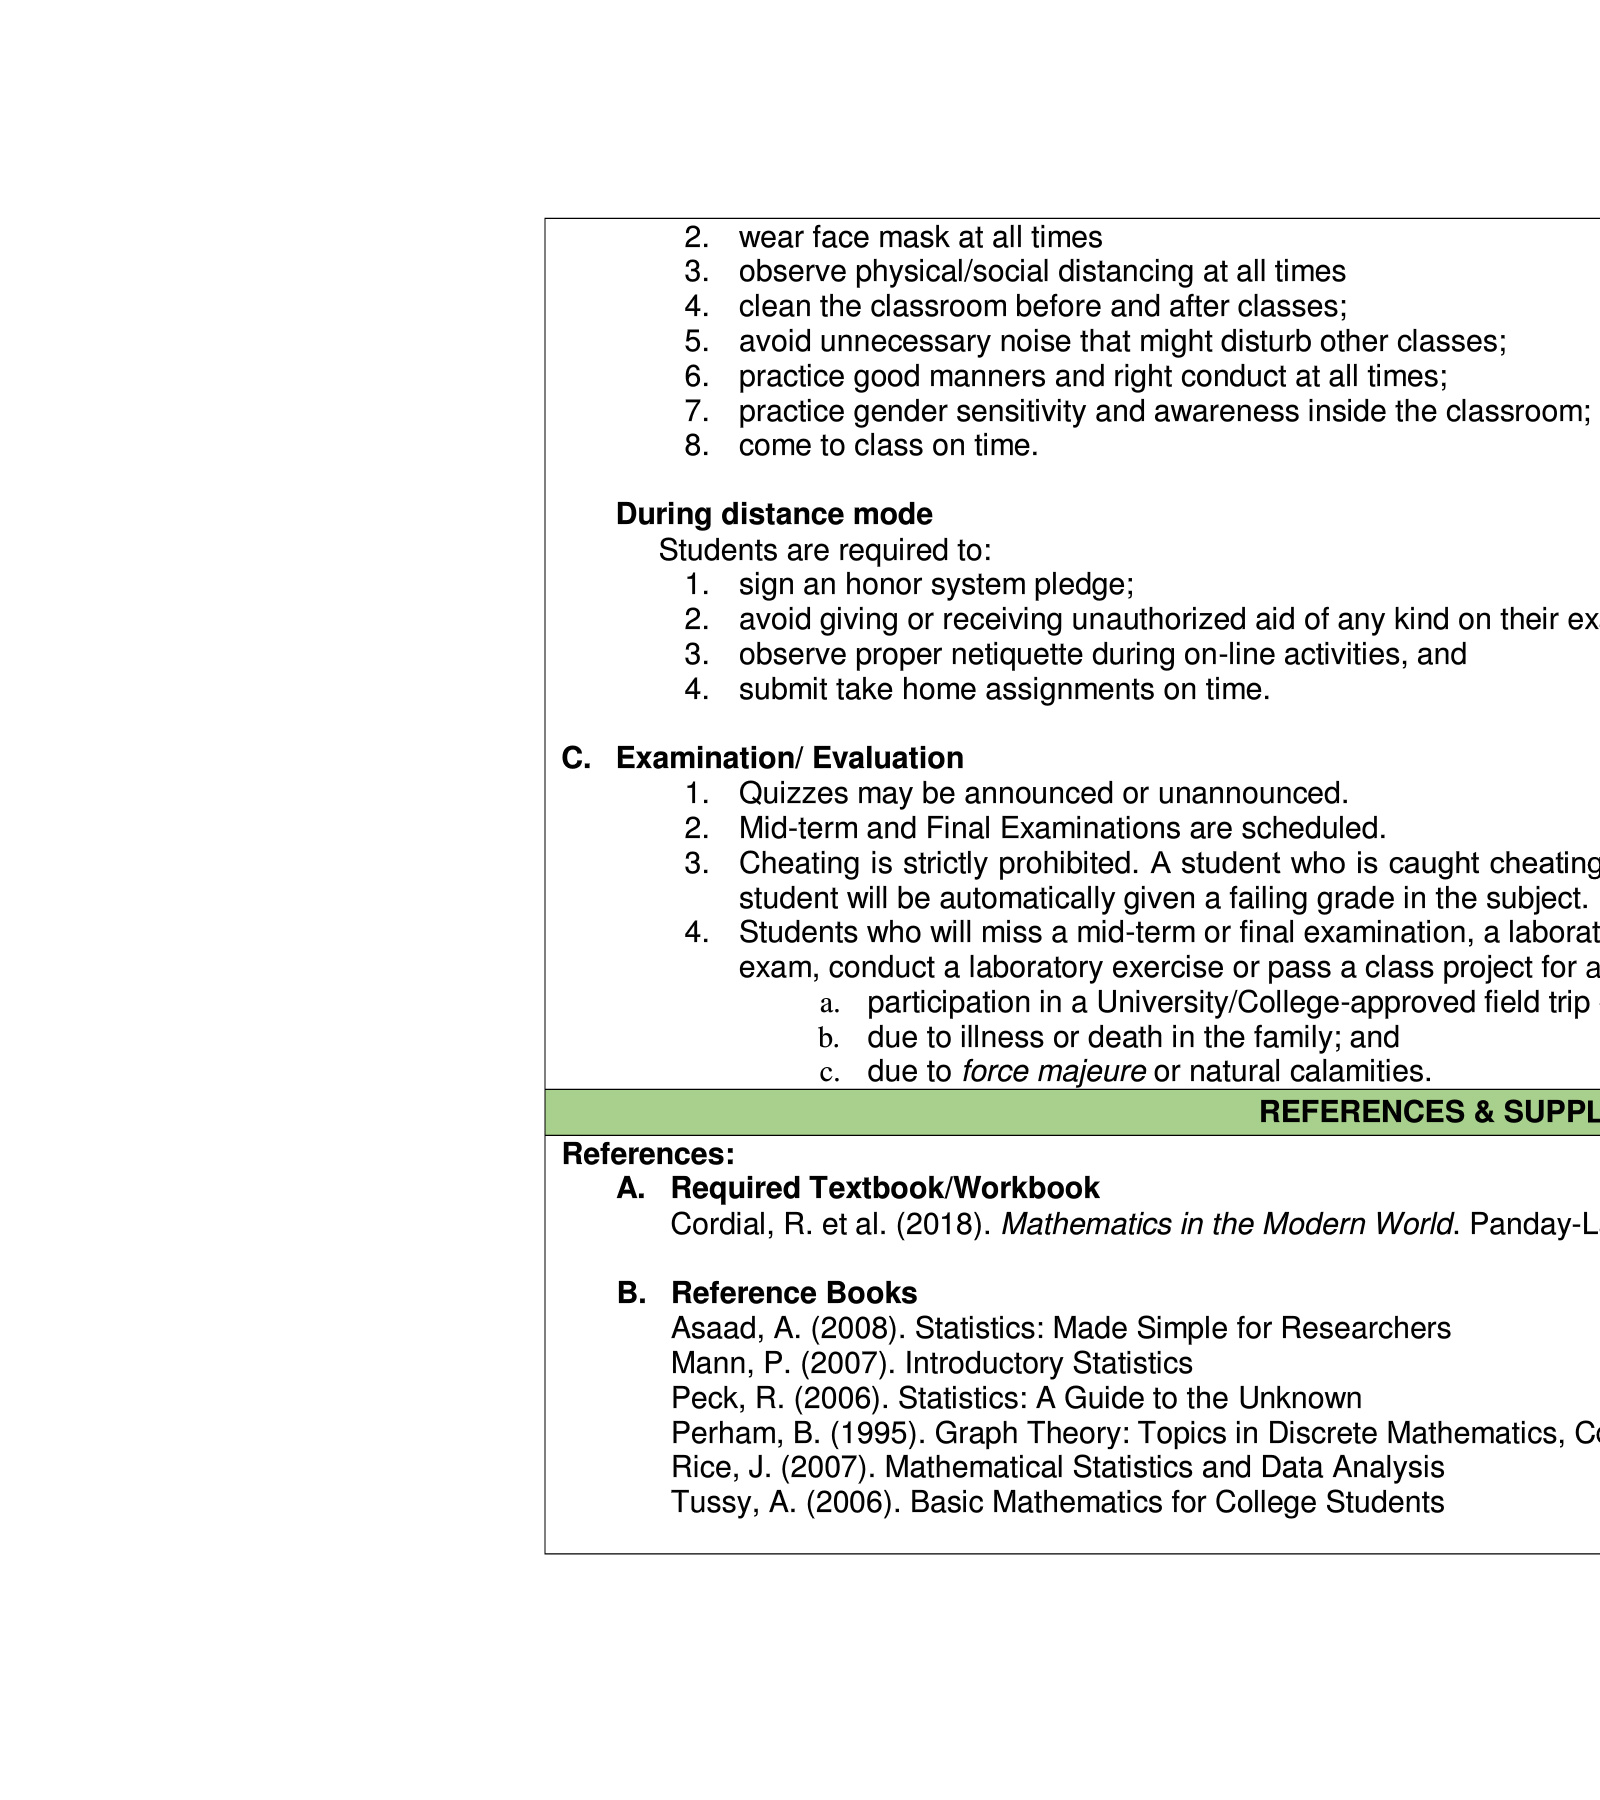 2. wear face mask at all times
3. observe physical/social distancing at all times
4. clean the classroom before and after classes;
5. avoid unnecessary noise that might disturb other classes;
6. practice good manners and right conduct at all times;
7. practice gender sensitivity and awareness inside the classroom;
8. come to class on time.
During distance mode
Students are required to:
1. sign an honor system pledge;
2. avoid giving or receiving unauthorized aid of any kind on their
3. observe proper netiquette during on-line activities, and
4. submit take home assignments on time.
C. Examination/ Evaluation
1. Quizzes may be announced or unannounced.
2. Mid-term and Final Examinations are scheduled.
3. Cheating is strictly prohibited. A student who is caught cheating
student will be automatically given a failing grade in the subject.
4. Students who will miss a mid-term or final examination, a
exam, conduct a laboratory exercise or pass a class project for
a. participation in a University/College-approved field trip
b. due to illness or death in the family; and
c. due to force majeure or natural calamities.
REFERENCES &
References:
A. Required Textbook/Workbook
Cordial, R. et al. (2018). Mathematics in the Modern World.
B. Reference Books
Asaad, A. (2008). Statistics: Made Simple for Researchers
Mann, P. (2007). Introductory Statistics
Peck, R. (2006). Statistics: A Guide to the Unknown
Perham, B. (1995). Graph Theory: Topics in Discrete Mathematics,
Rice, J. (2007). Mathematical Statistics and Data Analysis
Tussy, A. (2006). Basic Mathematics for College Students